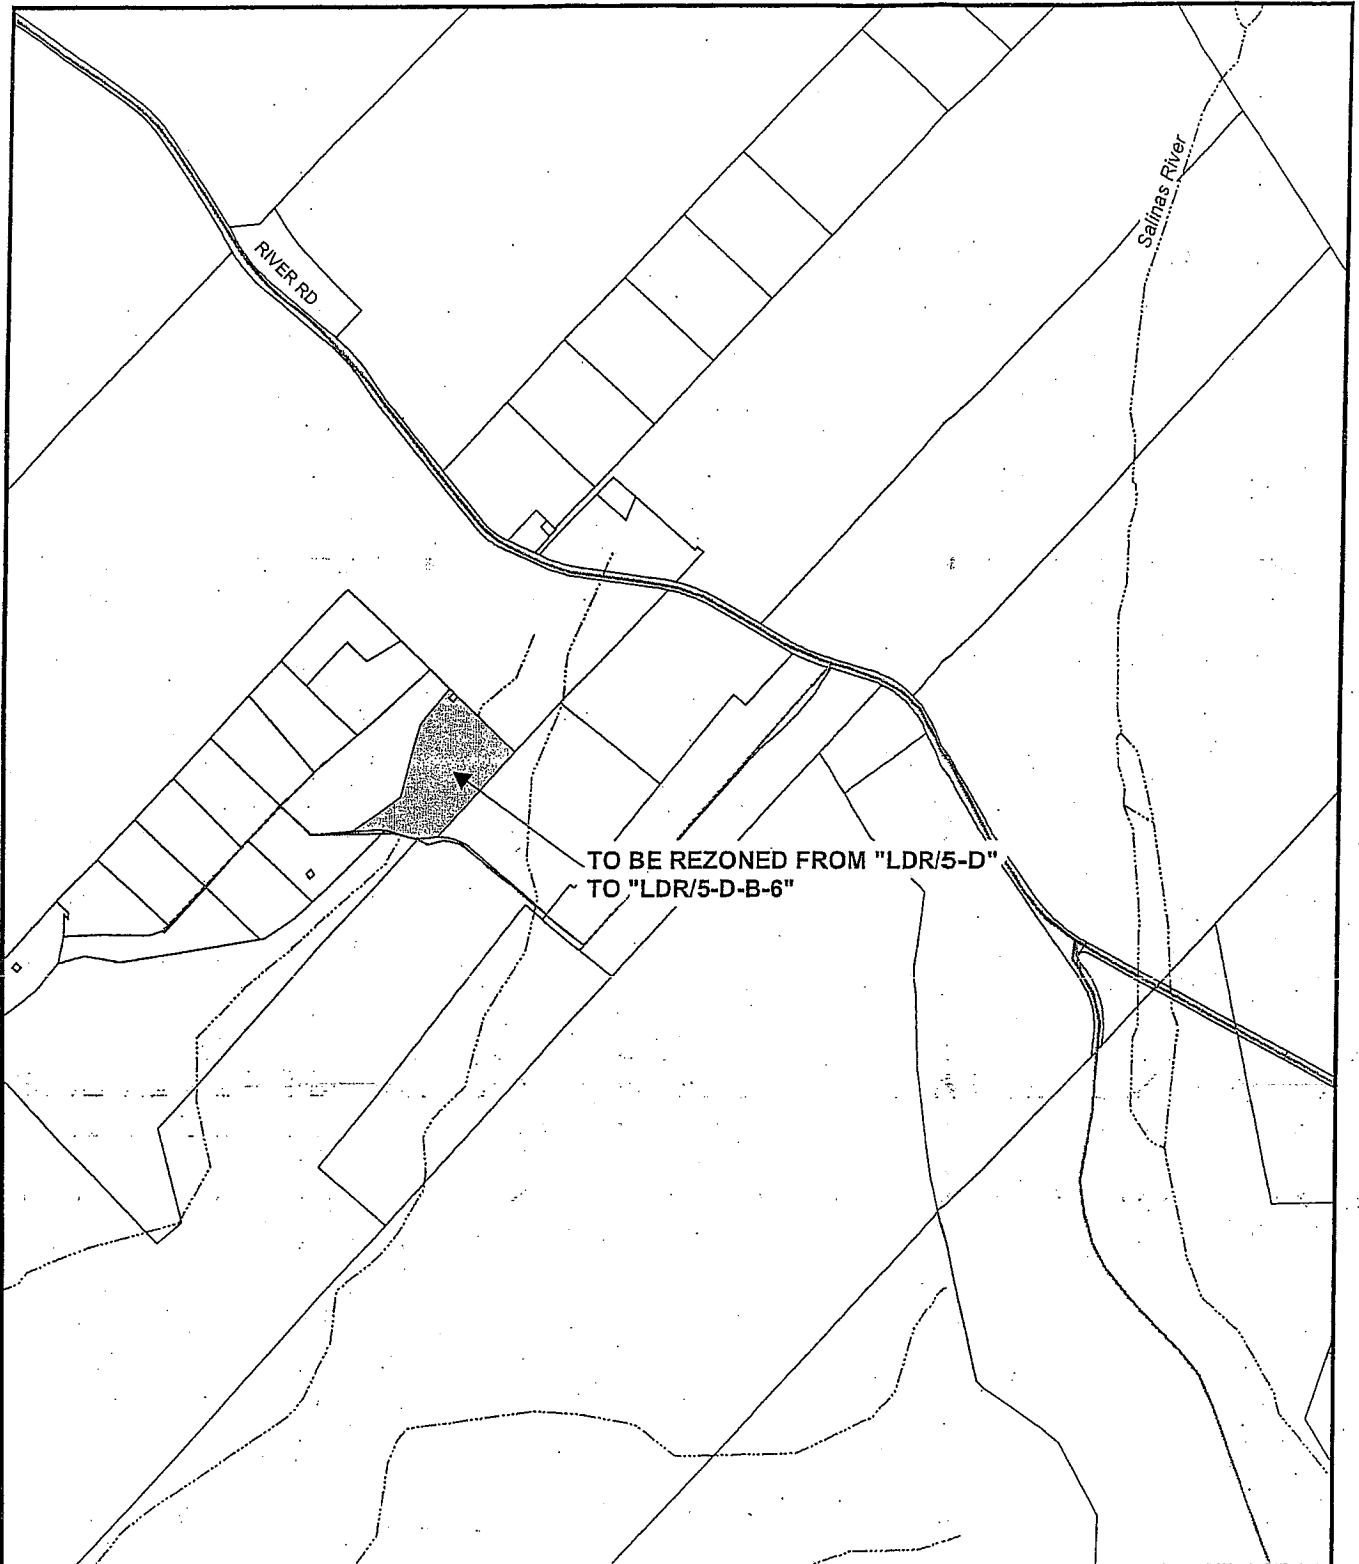 Salinas River
RIVER RD
TO BE REZONED FROM "LDR/5-D"
TO "LDR/5-D-B-6"